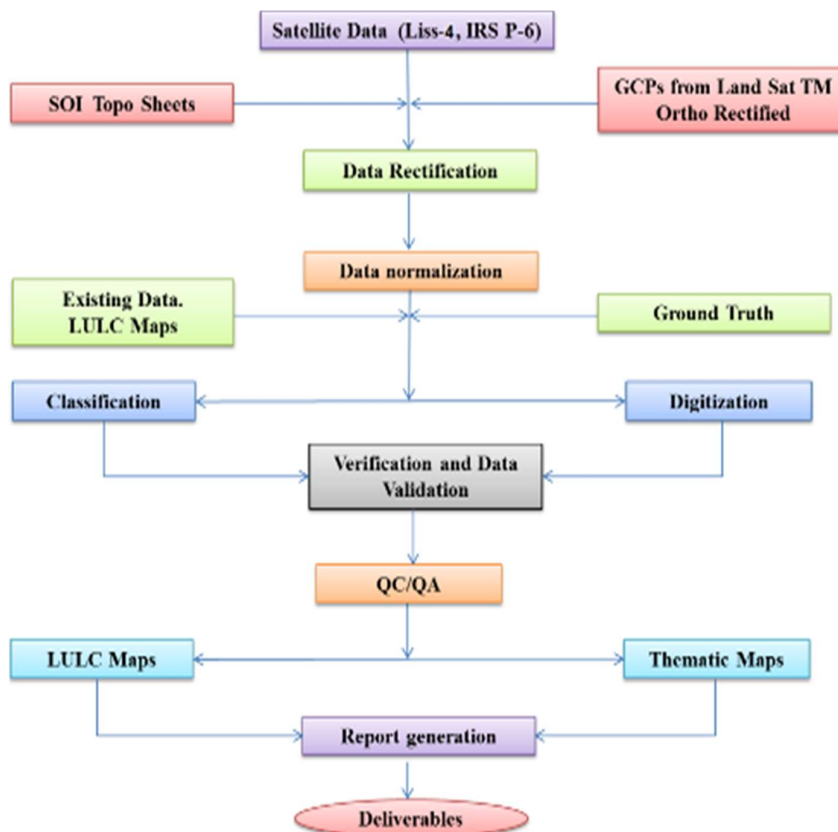 Satellite Data (Liss-4, IRS P-6)
SOI Topo Sheets
GCPs from Land Sat TM
Ortho Rectified
Data Rectification
Data normalization
Existing Data.
LULC Maps
Ground Truth
Classification
Digitization
Verification and Data
Validation
QC/QA
LULC Maps
Thematic Maps
Report generation
Deliverables